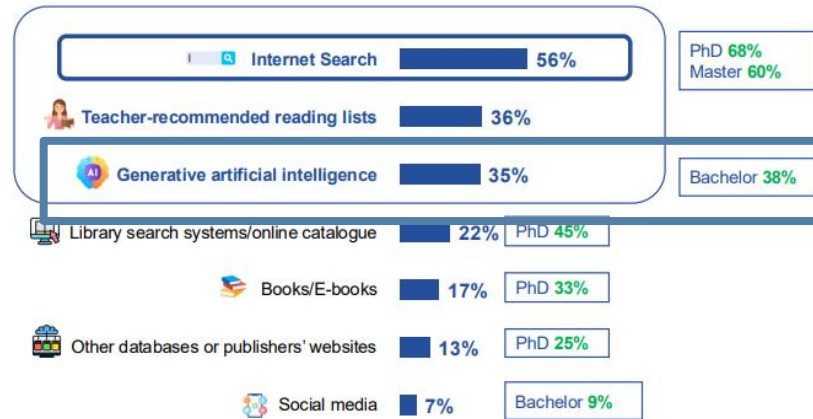 Internet Search 56%
PhD 68%
Master 60%
Teacher-recommended reading lists 36%
AI
Generative artificial intelligence 35%
Bachelor 38%
Library search systems/online catalogue 22% PhD 45%
Books/E-books 17% PhD 33%
Other databases or publishers' websites 13% PhD 25%
Social media 7% Bachelor 9%